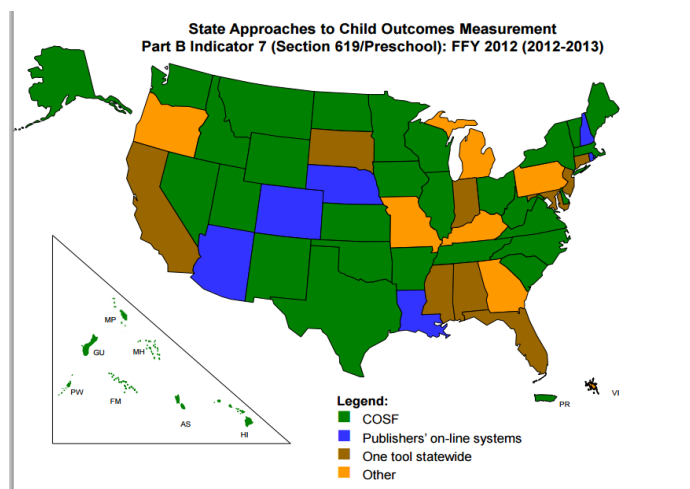 State Approaches to Child Outcomes Measurement
Part B Indicator 7 (Section 619/Preschool): FFY 2012 (2012-2013)
MP
GU
MH
PW
FM
AS
HI
VI
PR
Legend:
COSF
Publishers' on-line systems
One tool statewide
Other